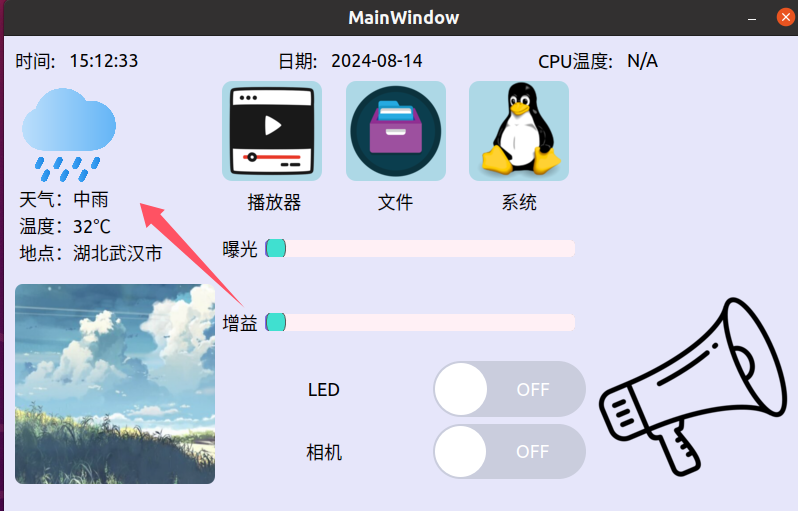 MainWindow
时间: 15:12:33
日期: 2024-08-14
CPU温度: N/A
天气：中雨
温度：32℃
地点：湖北武汉市
播放器
文件
系统
曝光
增益
LED
OFF
相机
OFF